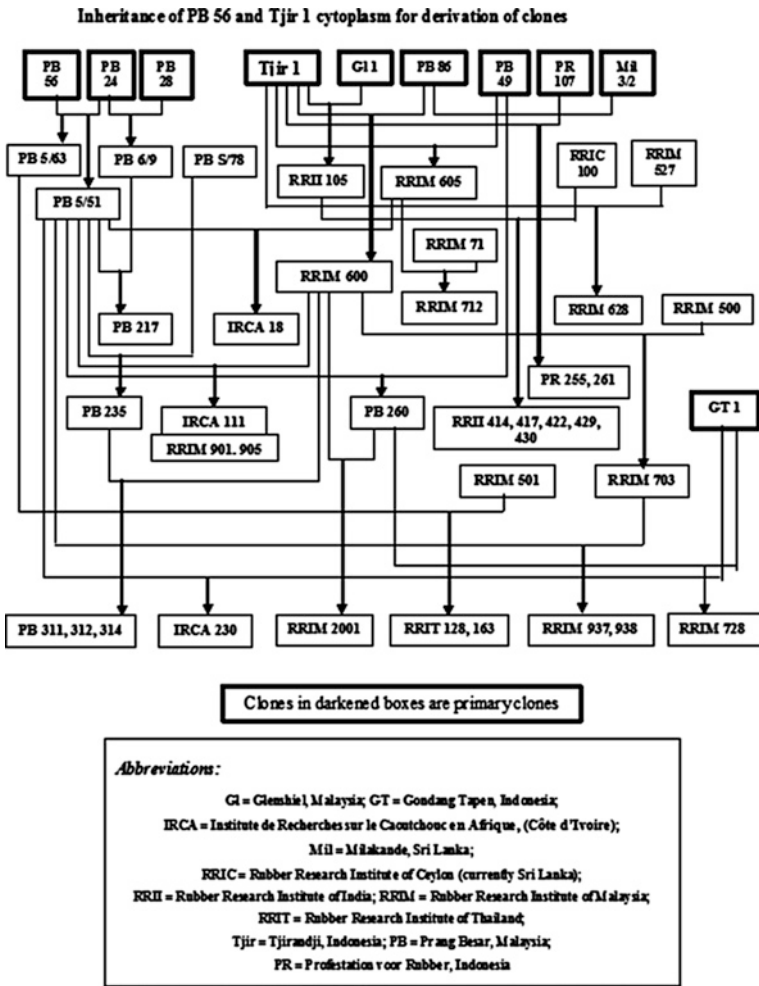 Inheritance of PB 56 and Tjir 1 cytoplasm for derivation of clones
PB
56
PB
24
PB
28
Tjir 1
Gl 1
PB 86
PB
49
PR
107
Mil
3/2
PB 5/63
PB 6/9
PB S/78
RRII 105
RRIM 605
RRIC
100
RRIM
527
PB 5/51
RRIM 71
RRIM 600
RRIM 712
RRIM 628
RRIM 500
PB 217
IRCA 18
PR 255, 261
PB 235
IRCA 111
RRIM 901. 905
PB 260
RRII 414, 417, 422, 429,
430
GT 1
RRIM 501
RRIM 703
PB 311, 312, 314
IRCA 230
RRIM 2001
RRIT 128, 163
RRIM 937, 938
RRIM 728
Clones in darkened boxes are primary clones
Abbreviations:
Gl = Glenshiel, Malaysia; GT = Gondang Tapen, Indonesia;
IRCA = Institute de Recherches sur le Caoutchouc en Afrique, (Côte d'Ivoire);
Mil = Milakande, Sri Lanka;
RRIC = Rubber Research Institute of Ceylon (currently Sri Lanka);
RRII = Rubber Research Institute of India; RRIM = Rubber Research Institute of Malaysia;
RRIT = Rubber Research Institute of Thailand;
Tjir = Tjirandji, Indonesia; PB = Prang Besar, Malaysia;
PR = Profestation voor Rubber, Indonesia